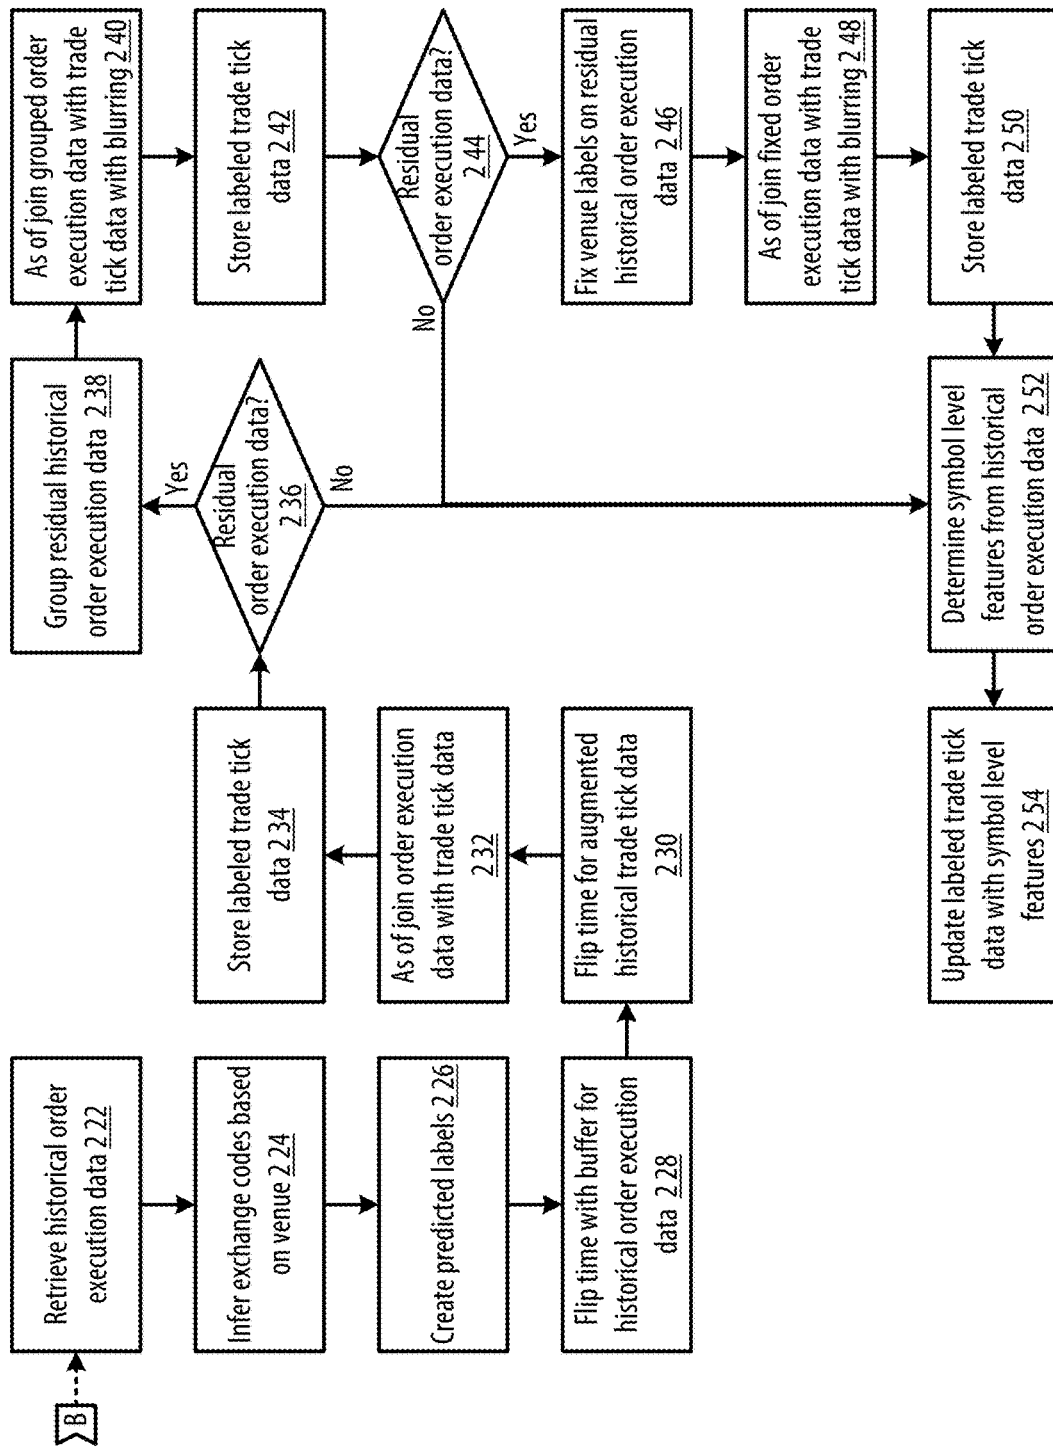 B
Retrieve historical order
execution data 222
Infer exchange codes based
on venue 224
Create predicted labels 226
Flip time with buffer for
historical order execution
data 228
Flip time for augmented
historical trade tick data
230
As of join order execution
data with trade tick data
232
Store labeled trade tick
data 234
Residual
order execution data?
236
Yes
No
Group residual historical
order execution data 238
As of join grouped order
execution data with trade
tick data with blurring 240
Store labeled trade tick
data 242
Residual
order execution data?
244
No
Yes
Fix venue labels on residual
historical order execution
data 246
As of join fixed order
execution data with trade
tick data with blurring 248
Store labeled trade tick
data 250
Determine symbol level
features from historical
order execution data 252
Update labeled trade tick
data with symbol level
features 254